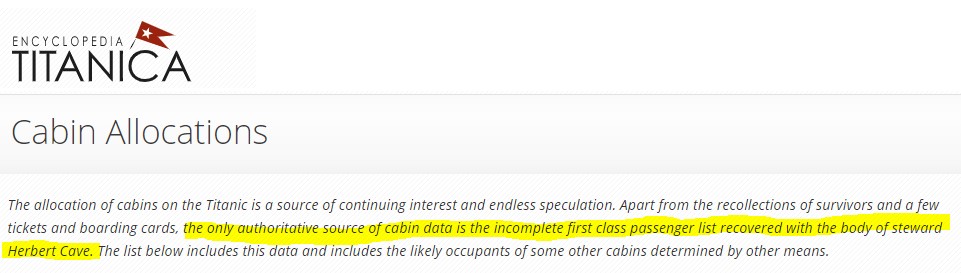 ENCYCLOPEDIA
TITANICA
Cabin Allocations
The allocation of cabins on the Titanic is a source of continuing interest and endless speculation. Apart from the recollections of survivors and a few
tickets and boarding cards, the only authoritative source of cabin data is the incomplete first class passenger list recovered with the body of steward
Herbert Cave. The list below includes this data and includes the likely occupants of some other cabins determined by other means.